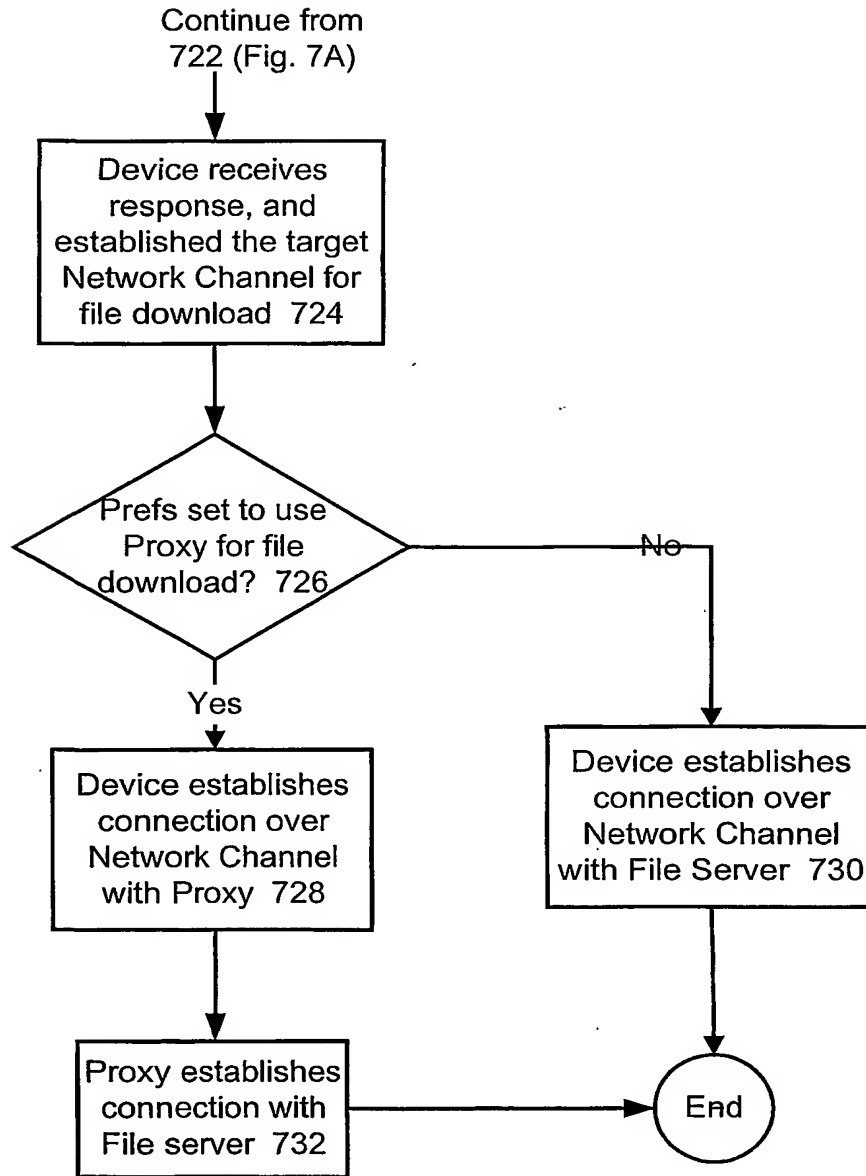 Continue from
722 (Fig. 7A)
Device receives
response, and
established the target
Network Channel for
file download 724
Prefs set to use
Proxy for file
download? 726
No
Yes
Device establishes
connection over
Network Channel
with Proxy 728
Device establishes
connection over
Network Channel
with File Server 730
Proxy establishes
connection with
File server 732
End